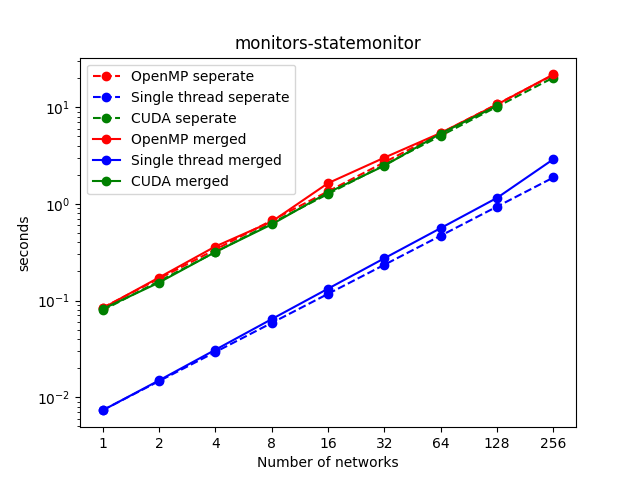 monitors-statemonitor
OpenMP seperate
Single thread seperate
CUDA seperate
OpenMP merged
Single thread merged
CUDA merged
seconds
10¹
10⁰
10⁻¹
10⁻²
1 2 4 8 16 32 64 128 256
Number of networks